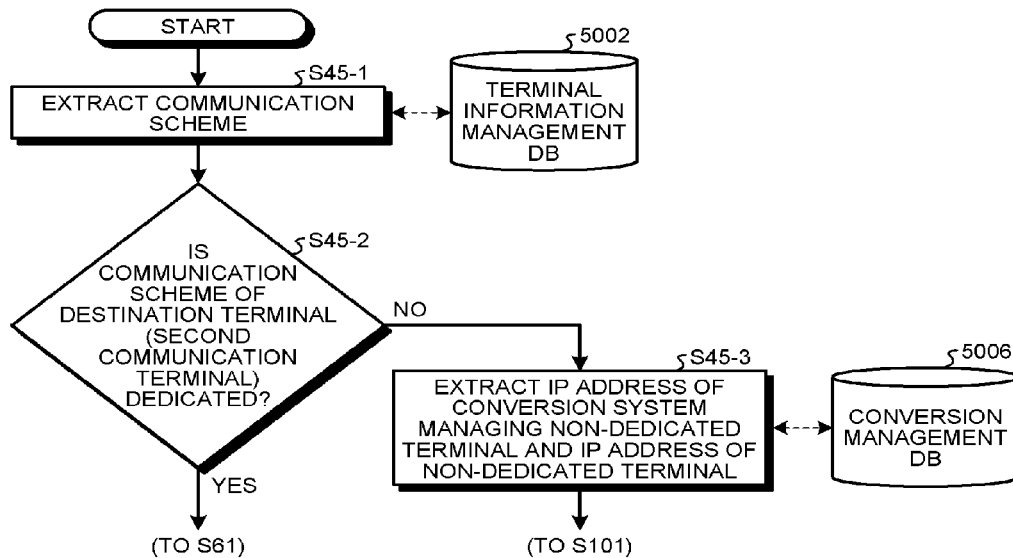 START
5002
S45-1
EXTRACT COMMUNICATION
SCHEME
TERMINAL
INFORMATION
MANAGEMENT
DB
S45-2
IS
COMMUNICATION
SCHEME OF
DESTINATION TERMINAL
(SECOND
COMMUNICATION
TERMINAL)
DEDICATED?
NO
YES
S45-3
EXTRACT IP ADDRESS OF
CONVERSION SYSTEM
MANAGING NON-DEDICATED
TERMINAL AND IP ADDRESS OF
NON-DEDICATED TERMINAL
5006
CONVERSION
MANAGEMENT
DB
(TO S61)
(TO S101)